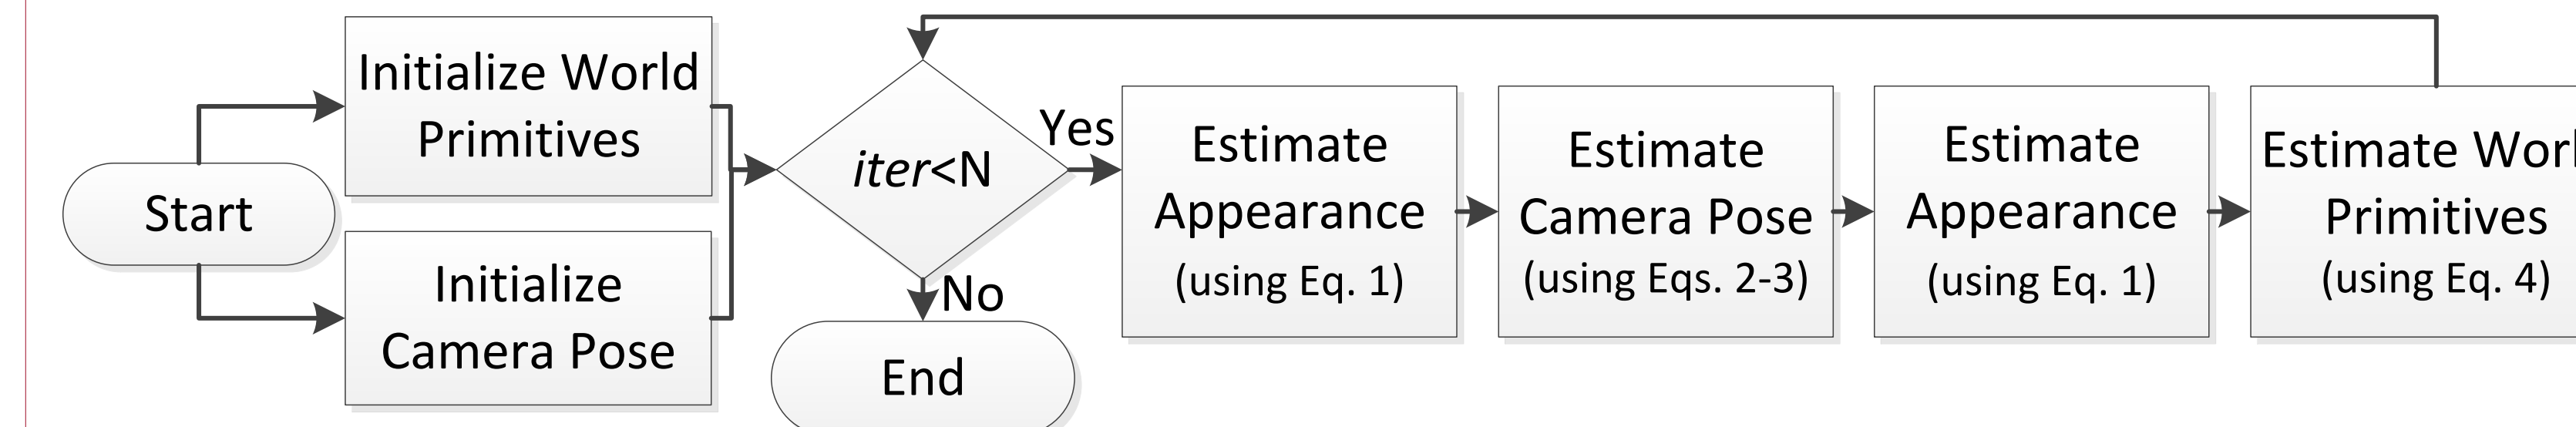 Start
Initialize World
Primitives
Initialize
Camera Pose
iter<N
Yes
No
End
Estimate
Appearance
(using Eq. 1)
Estimate
Camera Pose
(using Eqs. 2-3)
Estimate
Appearance
(using Eq. 1)
Estimate
Primitives
(using Eq. 4)